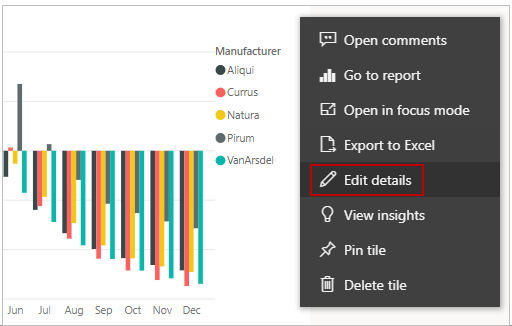 Manufacturer
Aliqui
Currus
Natura
Pirum
VanArsdel
Jun Jul Aug Sep Oct Nov Dec
Open comments
Go to report
Open in focus mode
Export to Excel
Edit details
View insights
Pin tile
Delete tile